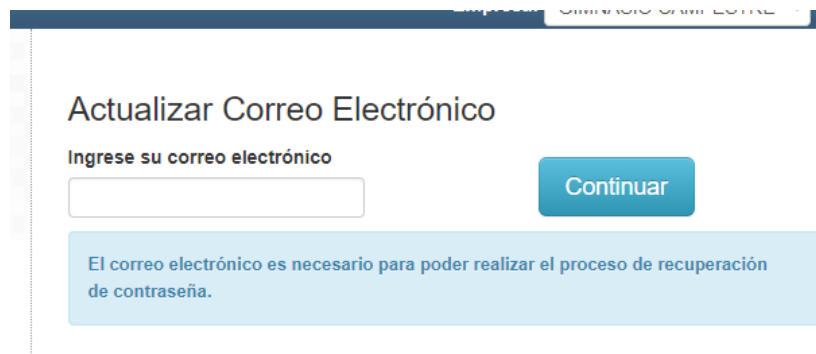 Actualizar Correo Electrónico
Ingrese su correo electrónico
Continuar
El correo electrónico es necesario para poder realizar el proceso de recuperación
de contraseña.